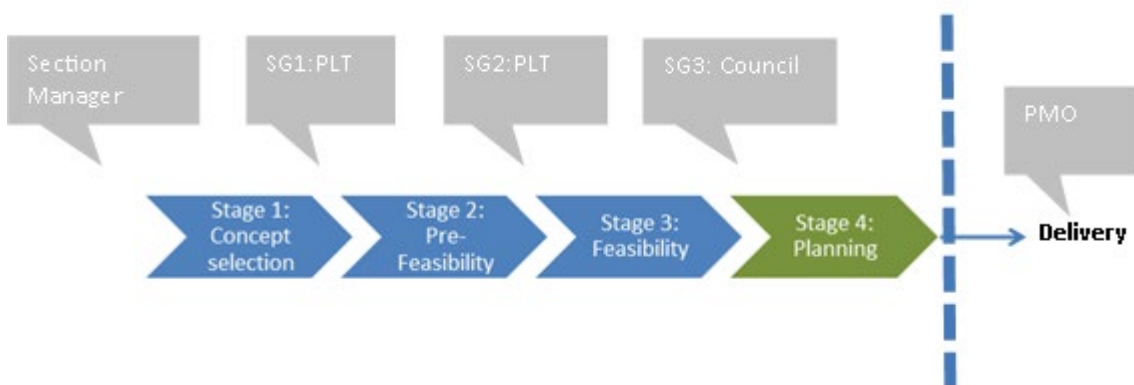 Section
Manager
SG1:PLT
SG2:PLT
SG3: Council
PMO
Stage 1:
Concept
selection
Stage 2:
Pre-
Feasibility
Stage 3:
Feasibility
Stage 4:
Planning
Delivery